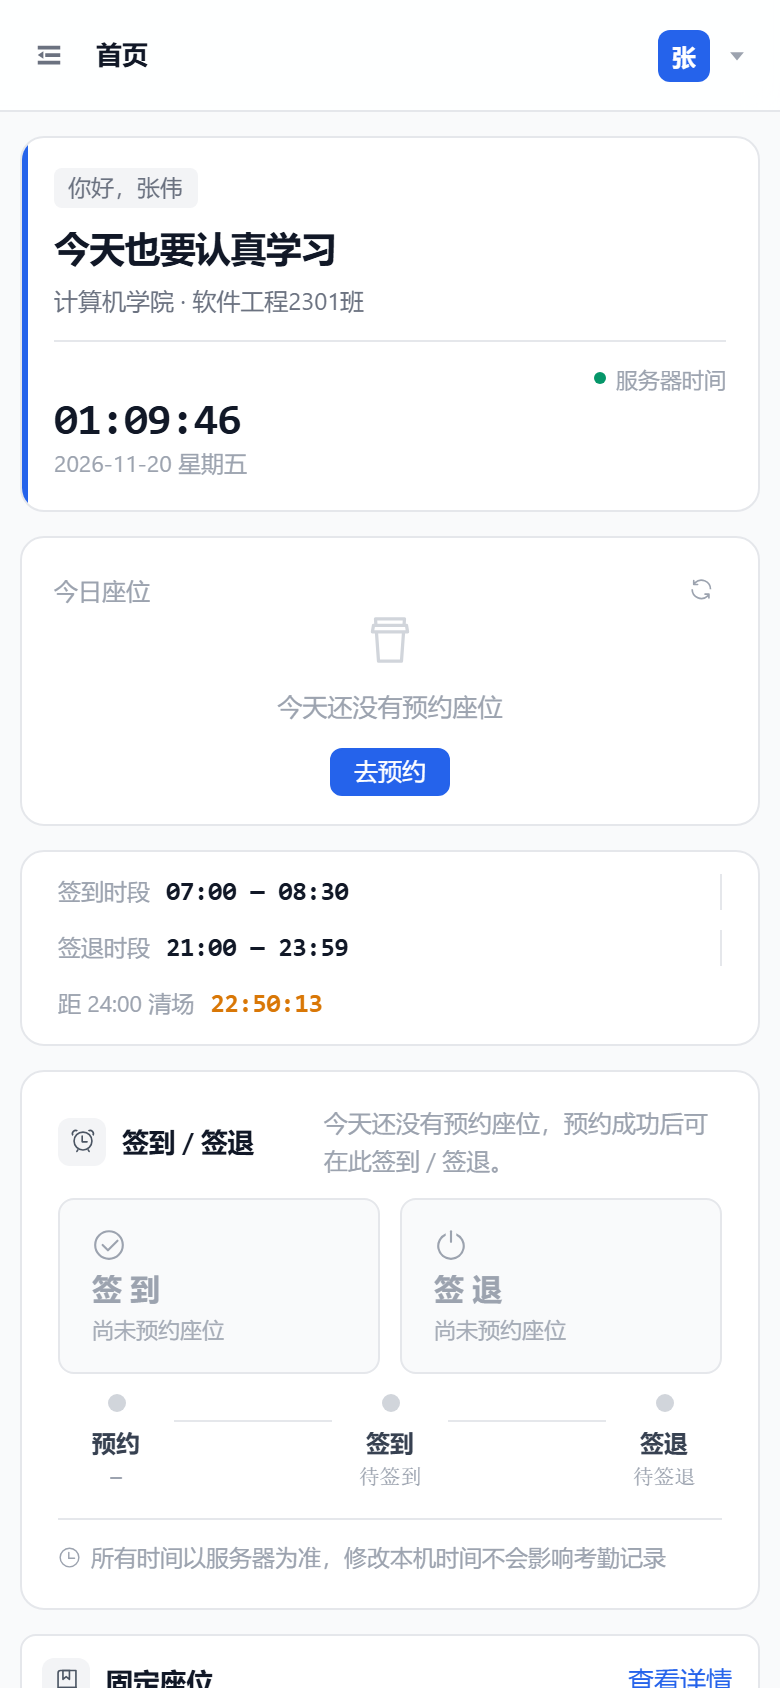 首页
张
你好，张伟
今天也要认真学习
计算机学院 · 软件工程2301班
服务器时间
01:09:46
2026-11-20 星期五
今日座位
今天还没有预约座位
去预约
签到时段 07:00 — 08:30
签退时段 21:00 — 23:59
距 24:00 清场 22:50:13
签到 / 签退
今天还没有预约座位，预约成功后可
在此签到 / 签退。
签 到
尚未预约座位
签 退
尚未预约座位
预约
—
签到
待签到
签退
待签退
所有时间以服务器为准，修改本机时间不会影响考勤记录
固定座位
查看详情